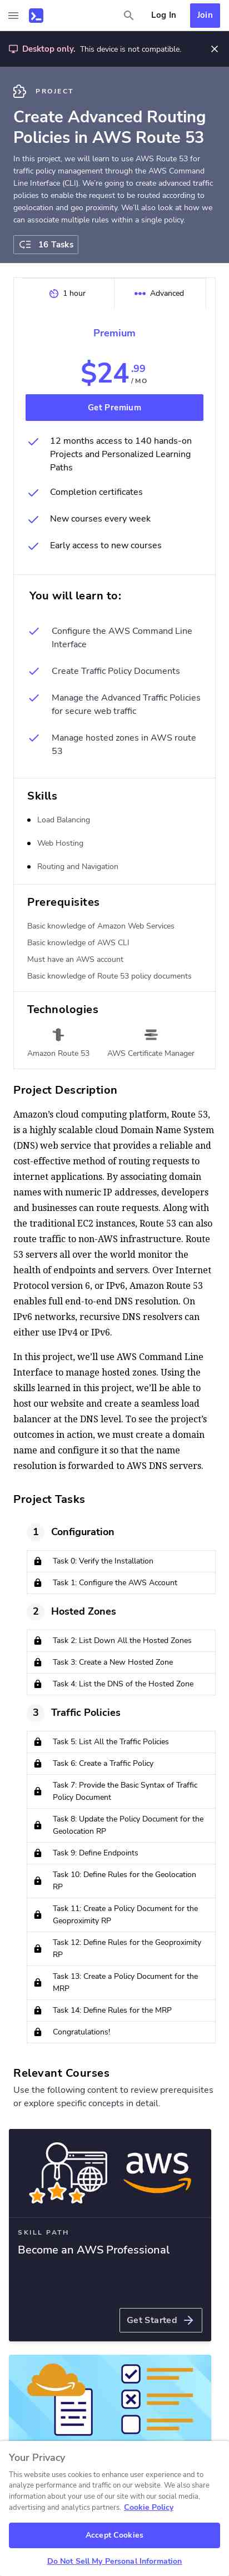 Log In
Join
Desktop only. This device is not compatible.
PROJECT
Create Advanced Routing
Policies in AWS Route 53
In this project, we will learn to use AWS Route 53 for
traffic policy management through the AWS Command
Line Interface (CLI). We're going to create advanced traffic
policies to enable the request to be routed according to
geolocation and geo proximity. We'll also look at how we
can associate multiple rules within a single policy.
16 Tasks
1 hour
Advanced
Premium
$24.99
/MO
Get Premium
12 months access to 140 hands-on
Projects and Personalized Learning
Paths
Completion certificates
New courses every week
Early access to new courses
You will learn to:
Configure the AWS Command Line
Interface
Create Traffic Policy Documents
Manage the Advanced Traffic Policies
for secure web traffic
Manage hosted zones in AWS route
53
Skills
Load Balancing
Web Hosting
Routing and Navigation
Prerequisites
Basic knowledge of Amazon Web Services
Basic knowledge of AWS CLI
Must have an AWS account
Basic knowledge of Route 53 policy documents
Technologies
Amazon Route 53
AWS Certificate Manager
Project Description
Amazon's cloud computing platform, Route 53,
is a highly scalable cloud Domain Name System
(DNS) web service that provides a reliable and
cost-effective method of routing requests to
internet applications. By associating domain
names with numeric IP addresses, developers
and businesses can route requests. Along with
the traditional EC2 instances, Route 53 can also
route traffic to non-AWS infrastructure. Route
53 servers all over the world monitor the
health of endpoints and servers. Over Internet
Protocol version 6, or IPv6, Amazon Route 53
enables full end-to-end DNS resolution. On
IPv6 networks, recursive DNS resolvers can
either use IPv4 or IPv6.
In this project, we'll use AWS Command Line
Interface to manage hosted zones. Using the
skills learned in this project, we'll be able to
host our website and create a seamless load
balancer at the DNS level. To see the project's
outcomes in action, we must create a domain
name and configure it so that the name
resolution is forwarded to AWS DNS servers.
Project Tasks
1 Configuration
Task 0: Verify the Installation
Task 1: Configure the AWS Account
2 Hosted Zones
Task 2: List Down All the Hosted Zones
Task 3: Create a New Hosted Zone
Task 4: List the DNS of the Hosted Zone
3 Traffic Policies
Task 5: List All the Traffic Policies
Task 6: Create a Traffic Policy
Task 7: Provide the Basic Syntax of Traffic
Policy Document
Task 8: Update the Policy Document for the
Geolocation RP
Task 9: Define Endpoints
Task 10: Define Rules for the Geolocation
RP
Task 11: Create a Policy Document for the
Geoproximity RP
Task 12: Define Rules for the Geoproximity
RP
Task 13: Create a Policy Document for the
MRP
Task 14: Define Rules for the MRP
Congratulations!
Relevant Courses
Use the following content to review prerequisites
or explore specific concepts in detail.
aws
SKILL PATH
Become an AWS Professional
Get Started
Your Privacy
This website uses cookies to enhance user experience and to
analyze performance and traffic on our website. We also share
information about your use of our site with our social media,
advertising and analytics partners. Cookie Policy
Accept Cookies
Do Not Sell My Personal Information